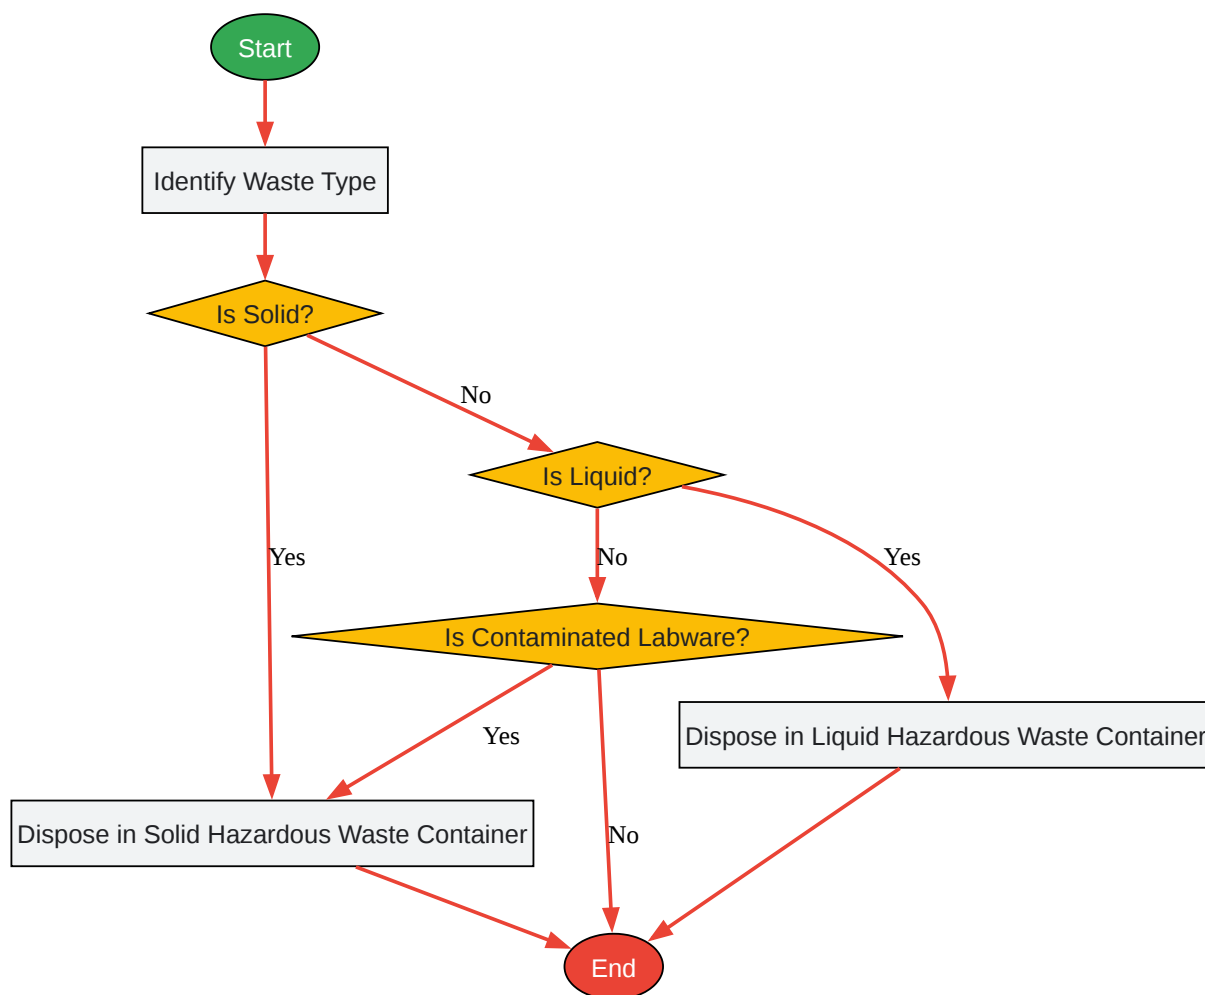 Start
Identify Waste Type
Is Solid?
No
Is Liquid?
Yes
No
Yes
Is Contaminated Labware?
Yes
Dispose in Liquid Hazardous Waste Container
Dispose in Solid Hazardous Waste Container
No
End